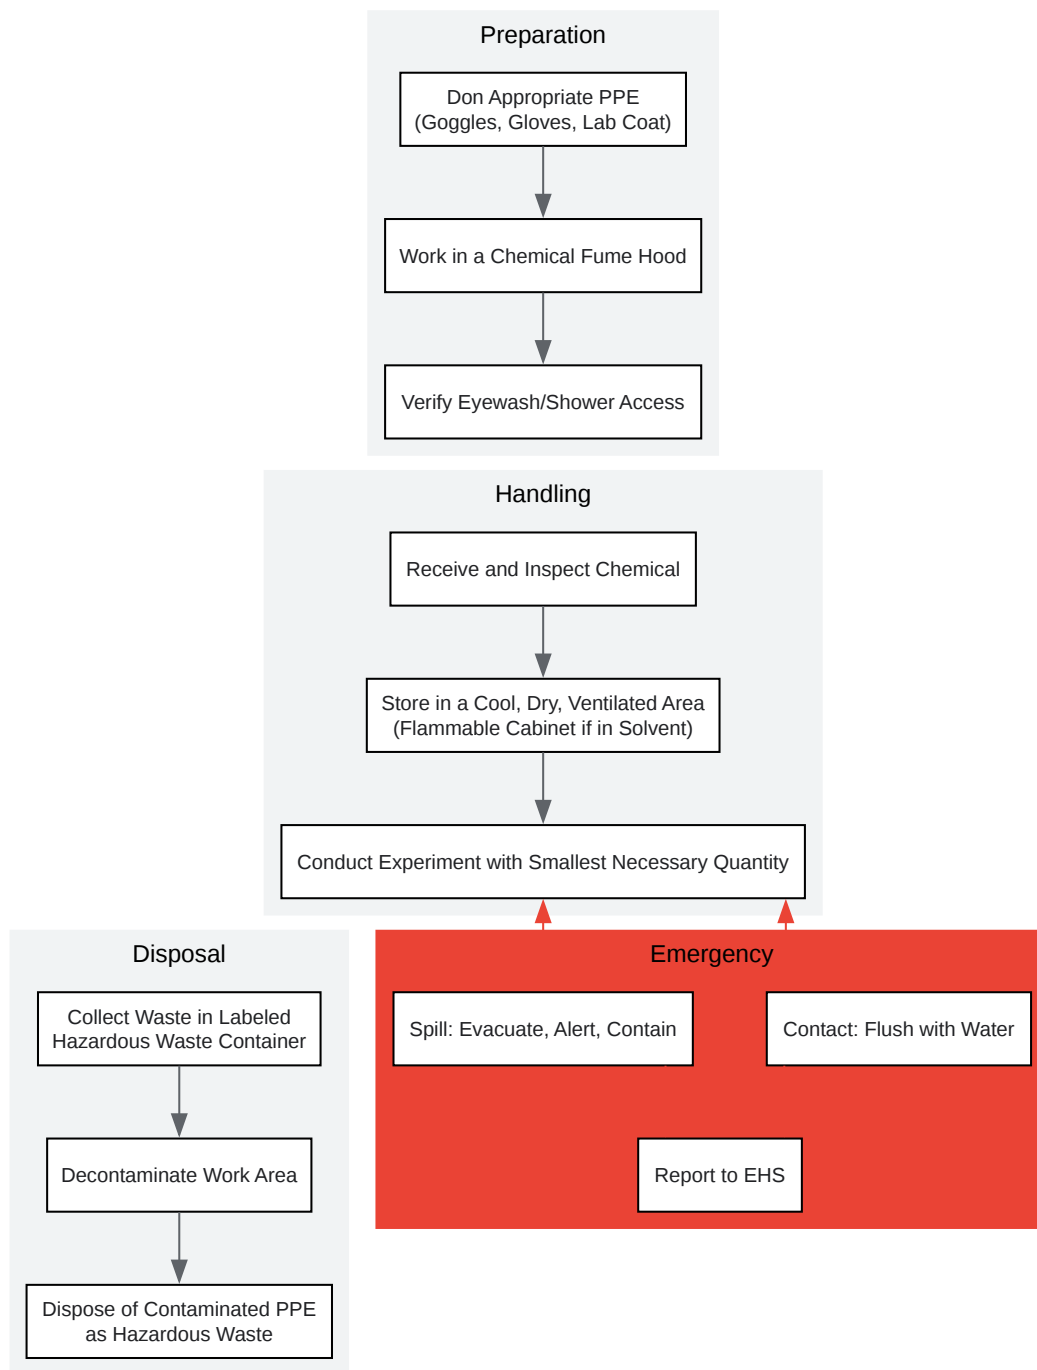 Preparation
Don Appropriate PPE
(Goggles, Gloves, Lab Coat)
Work in a Chemical Fume Hood
Verify Eyewash/Shower Access
Handling
Receive and Inspect Chemical
Store in a Cool, Dry, Ventilated Area
(Flammable Cabinet if in Solvent)
Conduct Experiment with Smallest Necessary Quantity
Disposal
Collect Waste in Labeled
Hazardous Waste Container
Decontaminate Work Area
Dispose of Contaminated PPE
as Hazardous Waste
Emergency
Spill: Evacuate, Alert, Contain
Contact: Flush with Water
Report to EHS